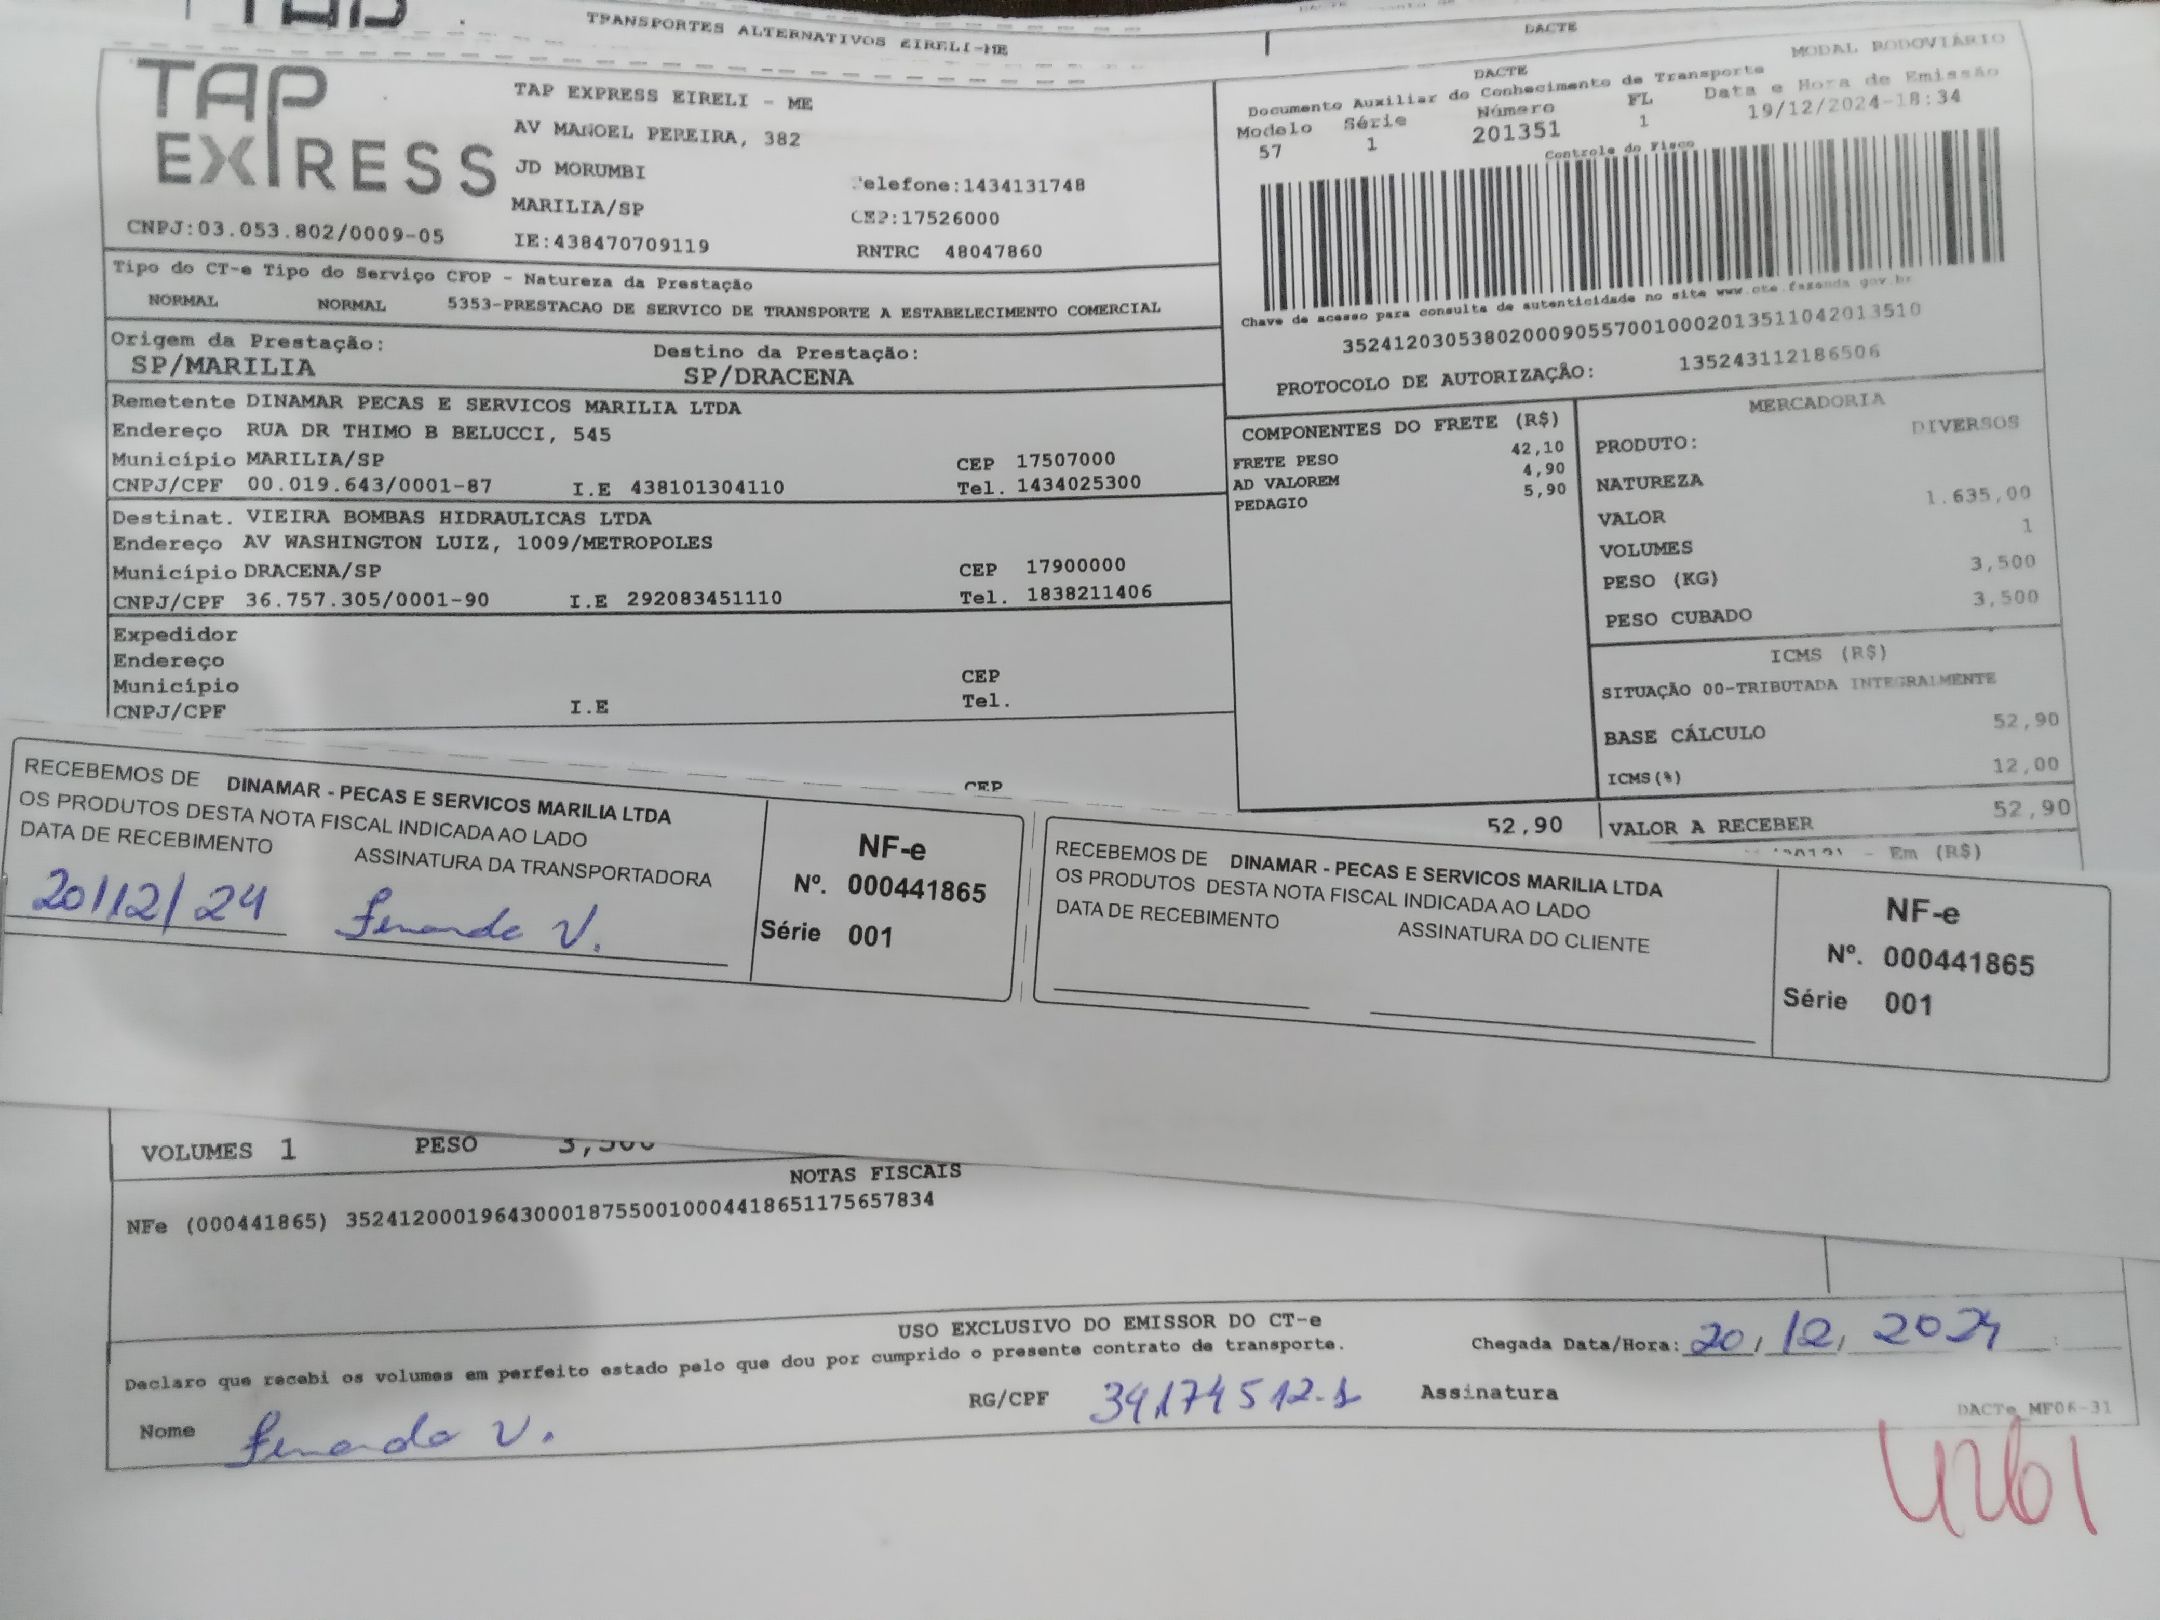 TRANSPORTES ALTERNATIVOS EIRELI-ME
DACTE
TAP EXPRESS
CNPJ:03.053.802/0009-05
TAP EXPRESS EIRELI - ME
AV MANOEL PEREIRA, 382
JD MORUMBI
MARILIA/SP
IE:438470709119
Telefone:1434131748
CEP:17526000
RNTRC 48047860
DACTE
MODAL RODOVIÁRIO
Documento Auxiliar do Conhecimento de Transporte
Modelo Série Número FL Data e Hora de Emissão
57 1 201351 1 19/12/2024-18:34
Controle do Fisco
Chave de acesso para consulta de autenticidade no site www.cte.fazenda.gov.br
35241203053802000905570010002013511042013510
PROTOCOLO DE AUTORIZAÇÃO: 135243112186506
Tipo do CT-e Tipo do Serviço CFOP - Natureza da Prestação
NORMAL NORMAL 5353-PRESTACAO DE SERVICO DE TRANSPORTE A ESTABELECIMENTO COMERCIAL
Origem da Prestação: Destino da Prestação:
SP/MARILIA SP/DRACENA
Remetente DINAMAR PECAS E SERVICOS MARILIA LTDA
Endereço RUA DR THIMO B BELUCCI, 545
Município MARILIA/SP CEP 17507000
CNPJ/CPF 00.019.643/0001-87 I.E 438101304110 Tel. 1434025300
Destinat. VIEIRA BOMBAS HIDRAULICAS LTDA
Endereço AV WASHINGTON LUIZ, 1009/METROPOLES
Município DRACENA/SP CEP 17900000
CNPJ/CPF 36.757.305/0001-90 I.E 292083451110 Tel. 1838211406
Expedidor
Endereço
Município CEP
CNPJ/CPF I.E Tel.
CEP
COMPONENTES DO FRETE (R$)
FRETE PESO 42,10
AD VALOREM 4,90
PEDAGIO 5,90
52,90
MERCADORIA
PRODUTO: DIVERSOS
NATUREZA
VALOR 1.635,00
VOLUMES 1
PESO (KG) 3,500
PESO CUBADO 3,500
ICMS (R$)
SITUAÇÃO 00-TRIBUTADA INTEGRALMENTE
BASE CÁLCULO 52,90
ICMS(%) 12,00
VALOR A RECEBER 52,90
- Em (R$)
RECEBEMOS DE DINAMAR - PECAS E SERVICOS MARILIA LTDA
OS PRODUTOS DESTA NOTA FISCAL INDICADA AO LADO
DATA DE RECEBIMENTO ASSINATURA DA TRANSPORTADORA
20/12/24 Fernando V.
NF-e
Nº. 000441865
Série 001
RECEBEMOS DE DINAMAR - PECAS E SERVICOS MARILIA LTDA
OS PRODUTOS DESTA NOTA FISCAL INDICADA AO LADO
DATA DE RECEBIMENTO ASSINATURA DO CLIENTE
NF-e
Nº. 000441865
Série 001
VOLUMES 1 PESO 3,500
NOTAS FISCAIS
NFe (000441865) 35241200019643000187550010004418651175657834
USO EXCLUSIVO DO EMISSOR DO CT-e
Declaro que recebi os volumes em perfeito estado pelo que dou por cumprido o presente contrato de transporte.
Chegada Data/Hora: 20/12/2024 :
Nome Fernando V. RG/CPF 34174512-1 Assinatura
DACTe_MF06-31
4261